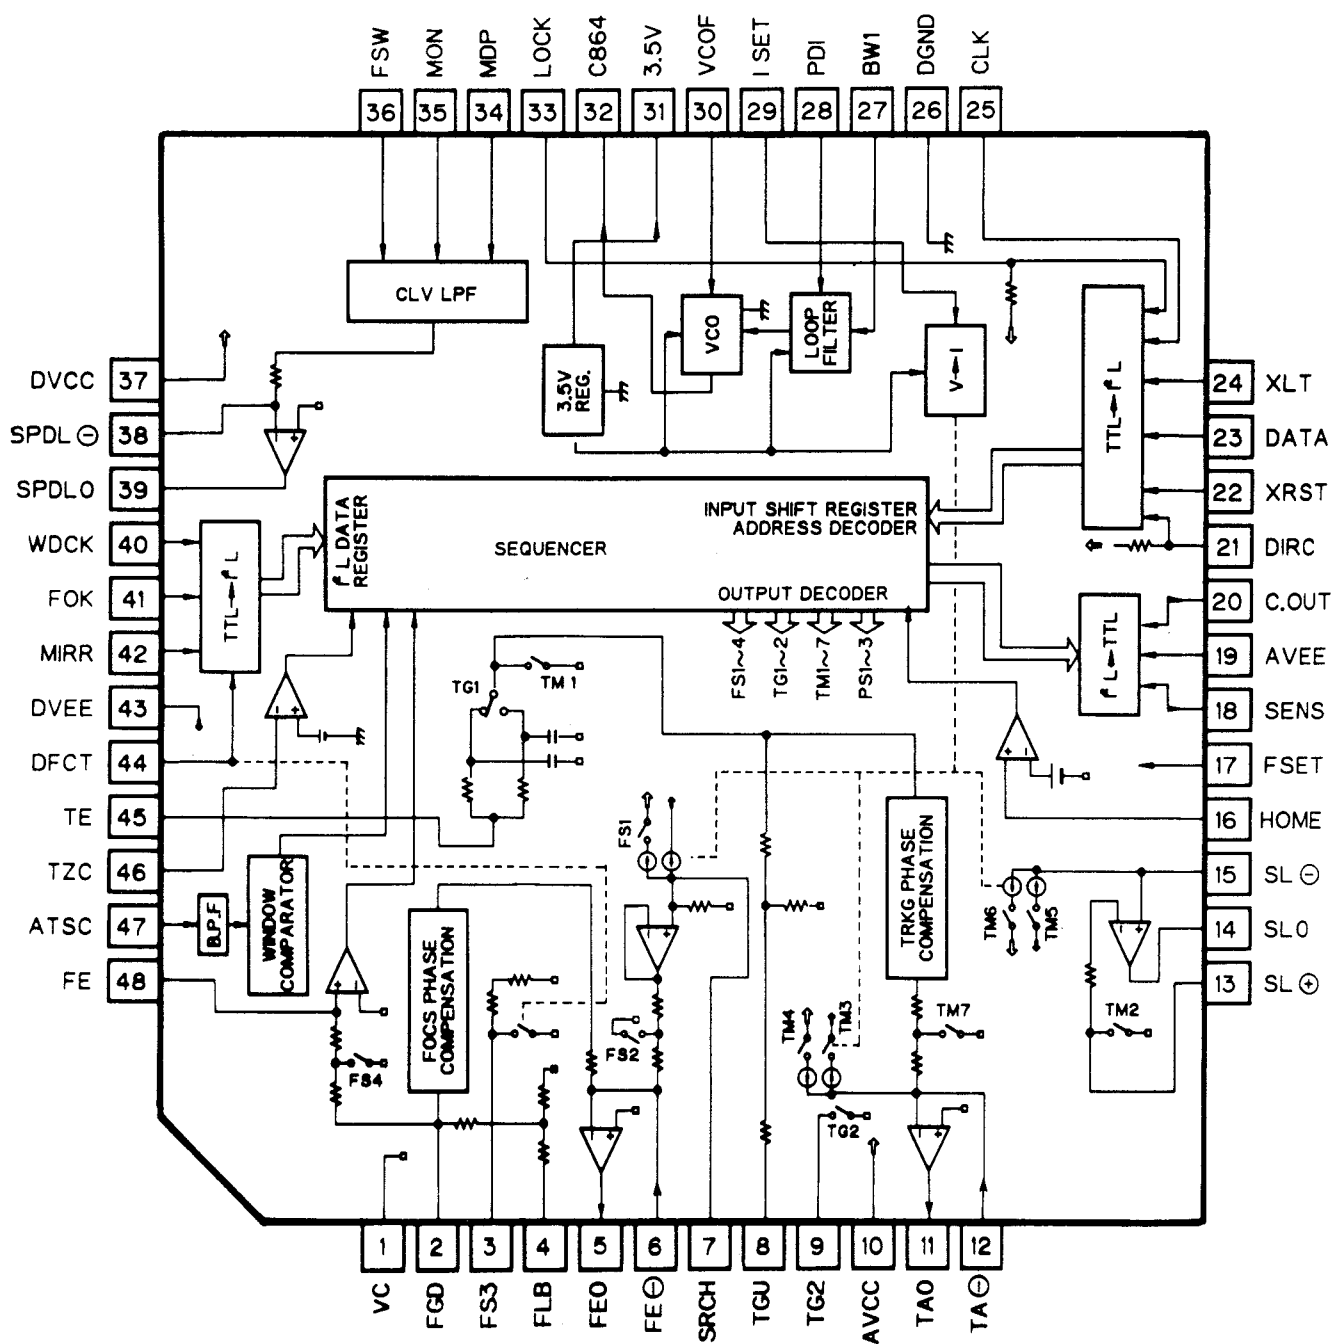 FSW
MON
MDP
LOCK
C864
3.5V
VCOF
I SET
PDI
BW1
DGND
CLK
36
35
34
33
32
31
30
29
28
27
26
25
CLV LPF
3.5V
REG.
VCO
LOOP
FILTER
V→I
TTL→I²L
DVCC 37
SPDL⊖ 38
SPDLO 39
WDCK 40
FOK 41
MIRR 42
DVEE 43
DFCT 44
TE 45
TZC 46
ATSC 47
FE 48
24 XLT
23 DATA
22 XRST
21 DIRC
20 C.OUT
19 AVEE
18 SENS
17 FSET
16 HOME
15 SL⊖
14 SLO
13 SL⊕
TTL→I²L
I²L DATA
REGISTER
SEQUENCER
INPUT SHIFT REGISTER
ADDRESS DECODER
OUTPUT DECODER
I²L→TTL
FS1~4
TG1~2
TM1~7
PS1~3
TG1
TM1
FS1
B.P.F
WINDOW
COMPARATOR
FOCS PHASE
COMPENSATION
TRKG PHASE
COMPENSATION
TM6
TM5
TM2
TM4
TM3
TM7
FS2
FS4
TG2
1
2
3
4
5
6
7
8
9
10
11
12
VC
FGD
FS3
FLB
FEO
FE⊖
SRCH
TGU
TG2
AVCC
TAO
TA⊖